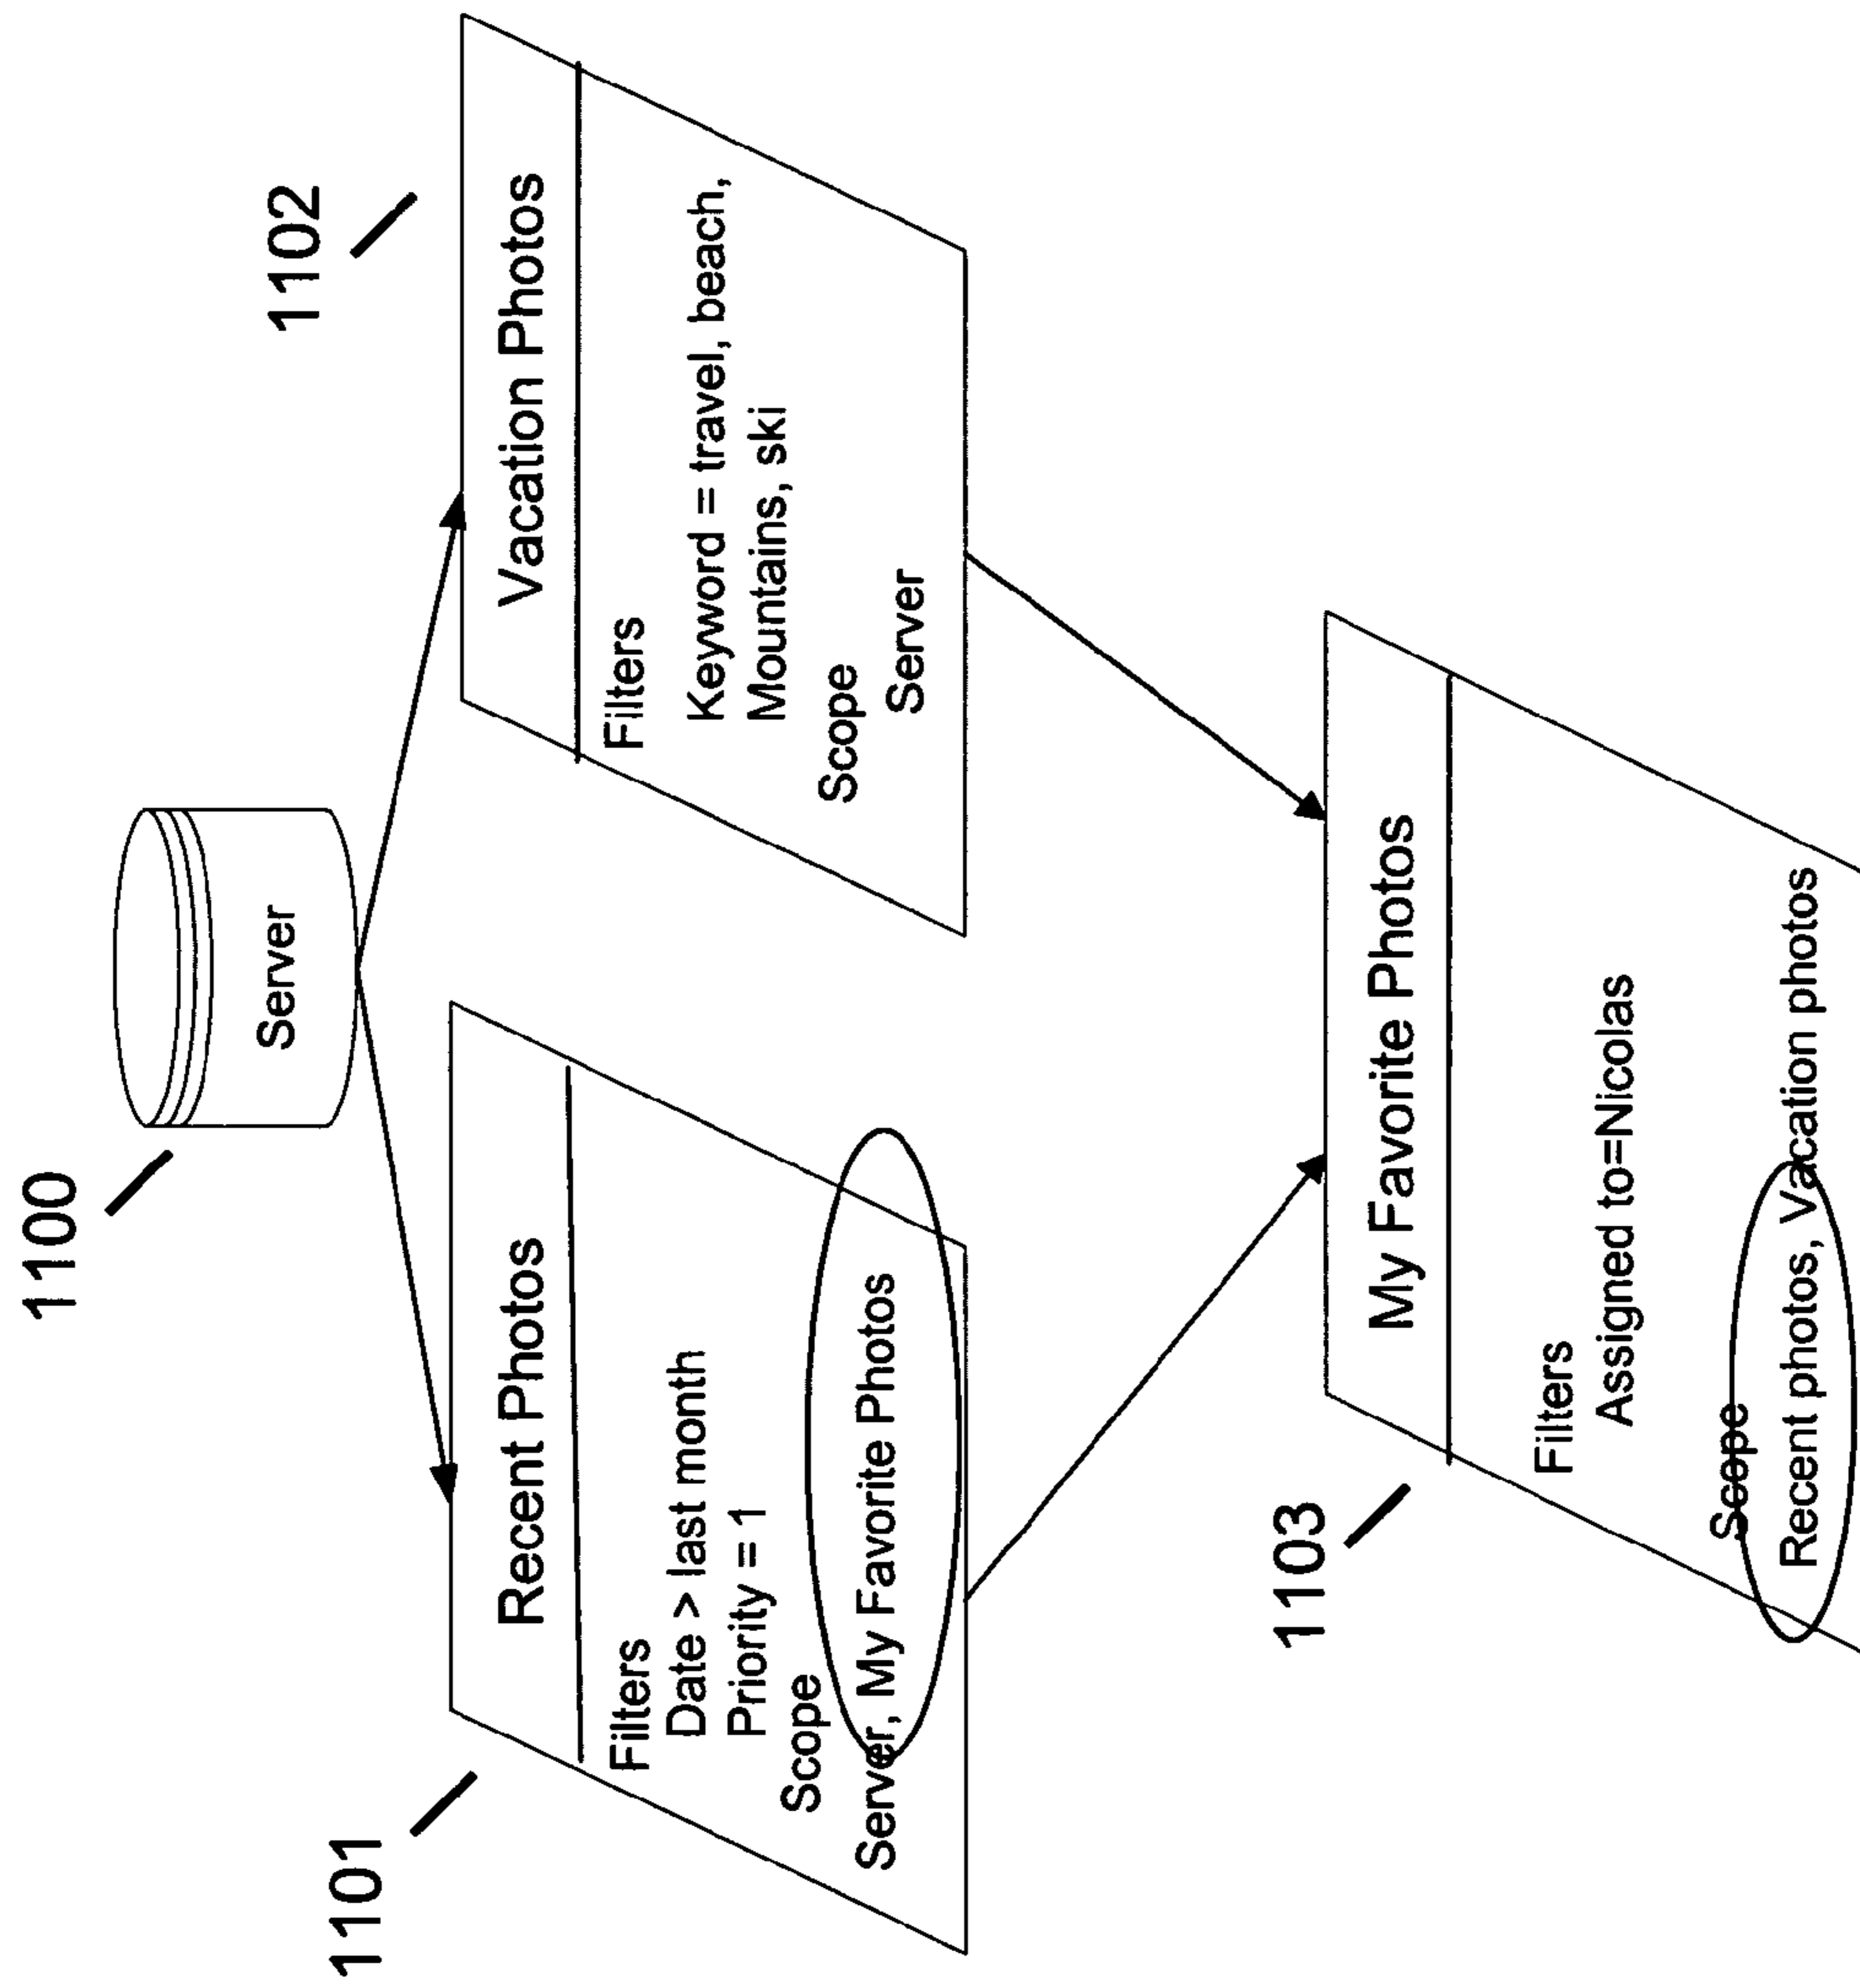 1100
Server
1101
Recent Photos
Filters
Date > last month
Priority = 1
Scope
Server, My Favorite Photos
1102
Vacation Photos
Filters
Keyword = travel, beach,
Mountains, ski
Scope
Server
1103
My Favorite Photos
Filters
Assigned to=Nicolas
Scope
Recent photos, Vacation photos